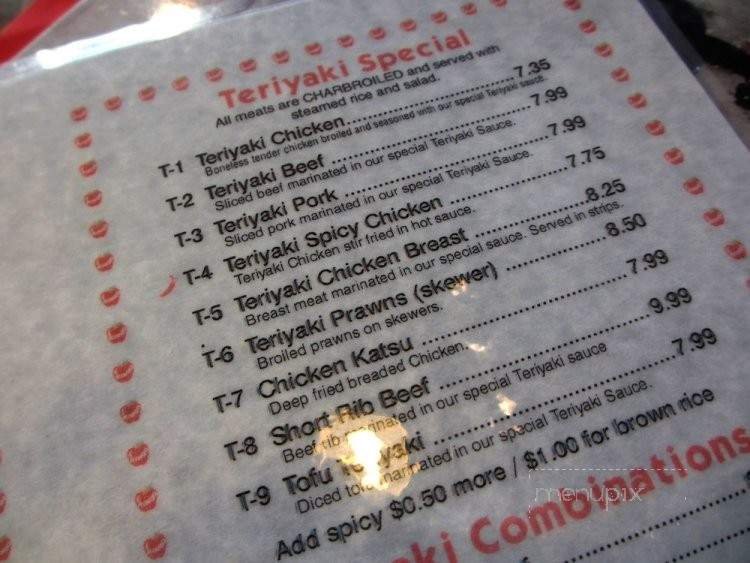 Teriyaki Special
All meats are CHARBROILED and served with
steamed rice and salad.
T-1 Teriyaki Chicken 7.35
Boneless tender chicken broiled and seasoned with our special Teriyaki sauce.
T-2 Teriyaki Beef 7.99
Sliced beef marinated in our special Teriyaki Sauce.
T-3 Teriyaki Pork 7.99
Sliced pork marinated in our special Teriyaki Sauce.
T-4 Teriyaki Spicy Chicken 7.75
Teriyaki Chicken stir fried in hot sauce.
T-5 Teriyaki Chicken Breast 8.25
Breast meat marinated in our special sauce. Served in strips.
T-6 Teriyaki Prawns (skewer) 8.50
Broiled prawns on skewers.
T-7 Chicken Katsu 7.99
Deep fried breaded Chicken.
T-8 Short Rib Beef 9.99
Beef rib marinated in our special Teriyaki sauce
T-9 Tofu Teriyaki 7.99
Diced tofu marinated in our special Teriyaki Sauce.
Add spicy $0.50 more / $1.00 for brown rice
aki Combinations
menupix